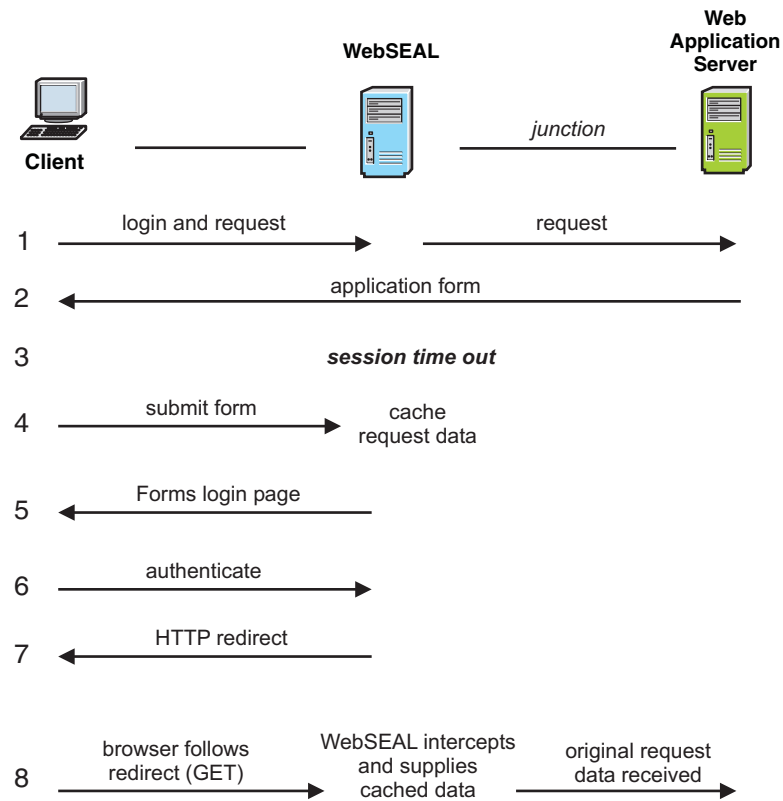 Web
Application
Server
WebSEAL
junction
Client
1 login and request request
2 application form
3 session time out
4 submit form cache
request data
5 Forms login page
6 authenticate
7 HTTP redirect
8 browser follows
redirect (GET)
WebSEAL intercepts
and supplies
cached data
original request
data received